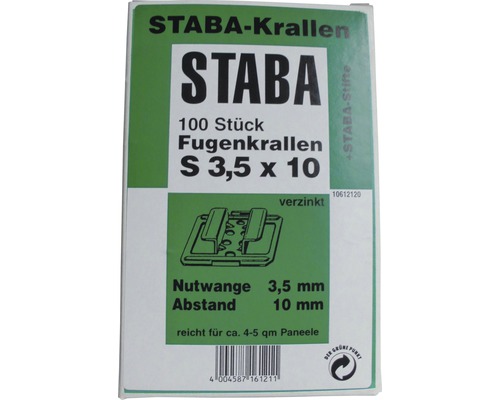 STABA-Krallen
STABA
100 Stück
Fugenkrallen
S 3,5 x 10
+STABA-Stifte
10612120
verzinkt
Nutwange 3,5 mm
Abstand 10 mm
reicht für ca. 4-5 qm Paneele
DER GRÜNE PUNKT
4 004587 161211